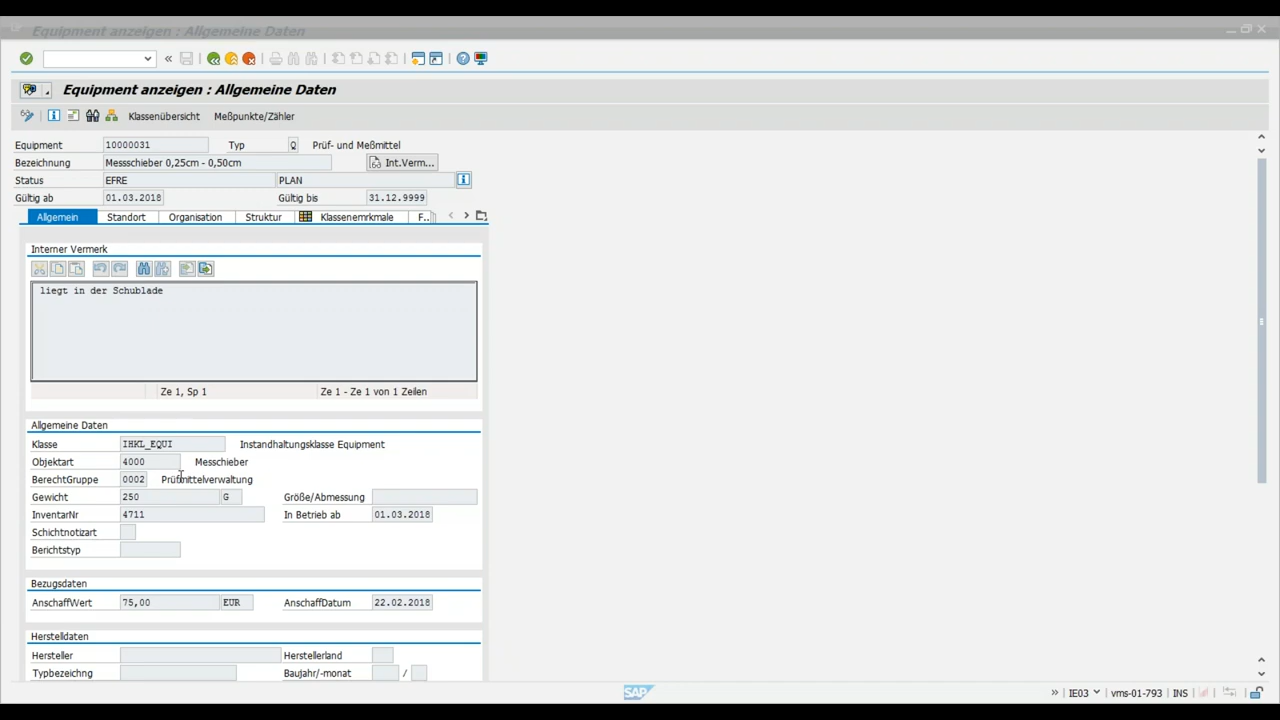 Equipment anzeigen : Allgemeine Daten
Equipment anzeigen : Allgemeine Daten
Klassenübersicht Meßpunkte/Zähler
Equipment 10000031 Typ Q Prüf- und Meßmittel
Bezeichnung Messschieber 0,25cm - 0,50cm Int.Verm...
Status EFRE PLAN
Gültig ab 01.03.2018 Gültig bis 31.12.9999
Allgemein Standort Organisation Struktur Klassenemrkmale F..
Interner Vermerk
liegt in der Schublade
Ze 1, Sp 1 Ze 1 - Ze 1 von 1 Zeilen
Allgemeine Daten
Klasse IHKL_EQUI Instandhaltungsklasse Equipment
Objektart 4000 Messchieber
BerechtGruppe 0002 Prüfmittelverwaltung
Gewicht 250 G Größe/Abmessung
InventarNr 4711 In Betrieb ab 01.03.2018
Schichtnotizart
Berichtstyp
Bezugsdaten
AnschaffWert 75,00 EUR AnschaffDatum 22.02.2018
Herstelldaten
Hersteller Herstellerland
Typbezeichng Baujahr/-monat /
SAP IE03 vms-01-793 INS